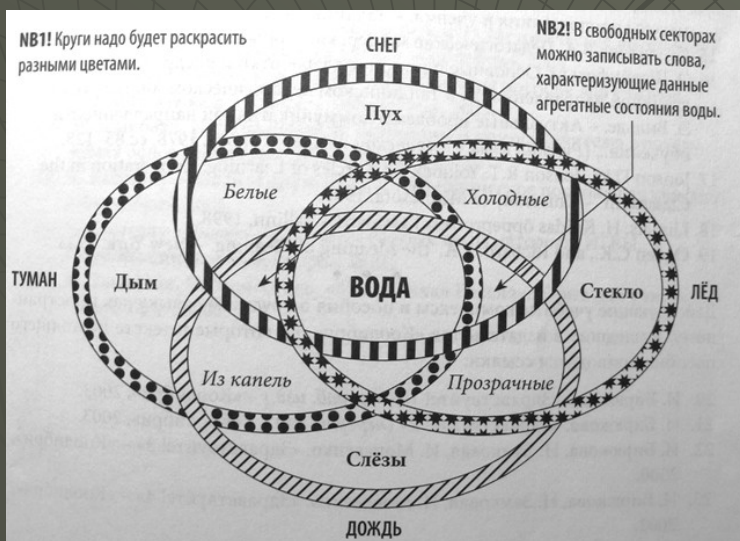 NB1! Круги надо будет раскрасить
разными цветами.
СНЕГ
NB2! В свободных секторах
можно записывать слова,
характеризующие данные
агрегатные состояния воды.
Пух
Белые
Холодные
ТУМАН
Дым
ВОДА
Стекло
ЛЁД
Из капель
Прозрачные
Слёзы
ДОЖДЬ